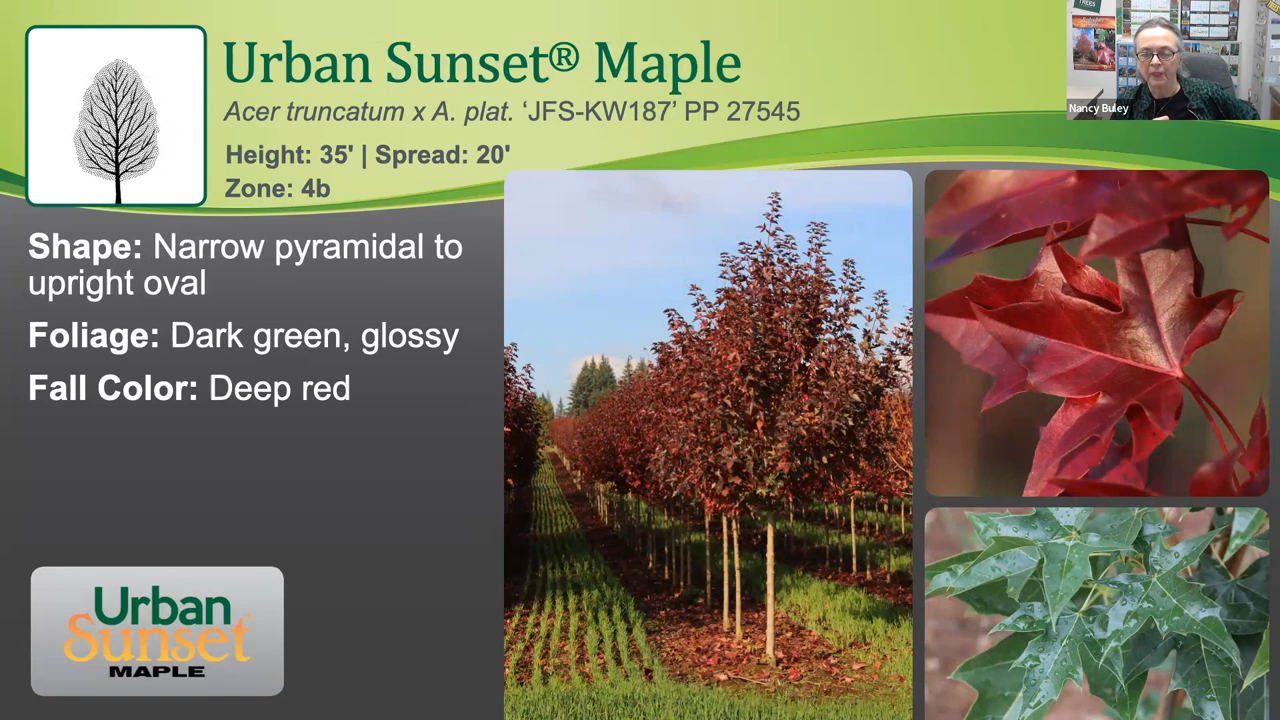 Urban Sunset® Maple
Acer truncatum x A. plat. ‘JFS-KW187’ PP 27545
Height: 35' | Spread: 20'
Zone: 4b
Shape: Narrow pyramidal to
upright oval
Foliage: Dark green, glossy
Fall Color: Deep red
Urban
Sunset
MAPLE
TREES
Nancy Buley